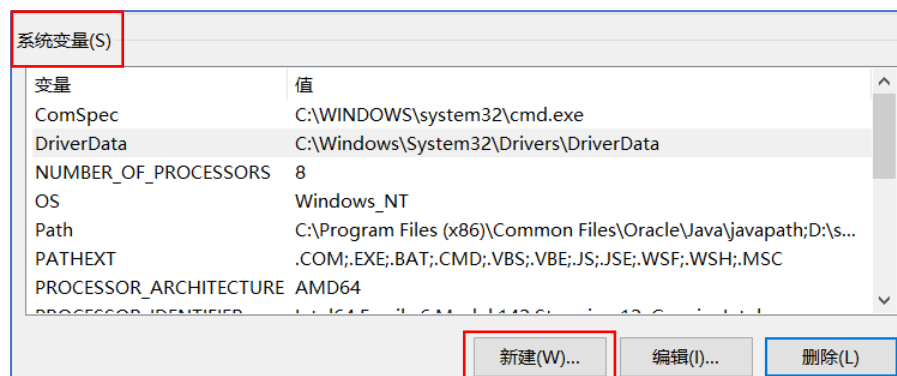 系统变量(S)
变量 值
ComSpec C:\WINDOWS\system32\cmd.exe
DriverData C:\Windows\System32\Drivers\DriverData
NUMBER_OF_PROCESSORS 8
OS Windows_NT
Path C:\Program Files (x86)\Common Files\Oracle\Java\javapath;D:\s...
PATHEXT .COM;.EXE;.BAT;.CMD;.VBS;.VBE;.JS;.JSE;.WSF;.WSH;.MSC
PROCESSOR_ARCHITECTURE AMD64
新建(W)... 编辑(I)... 删除(L)